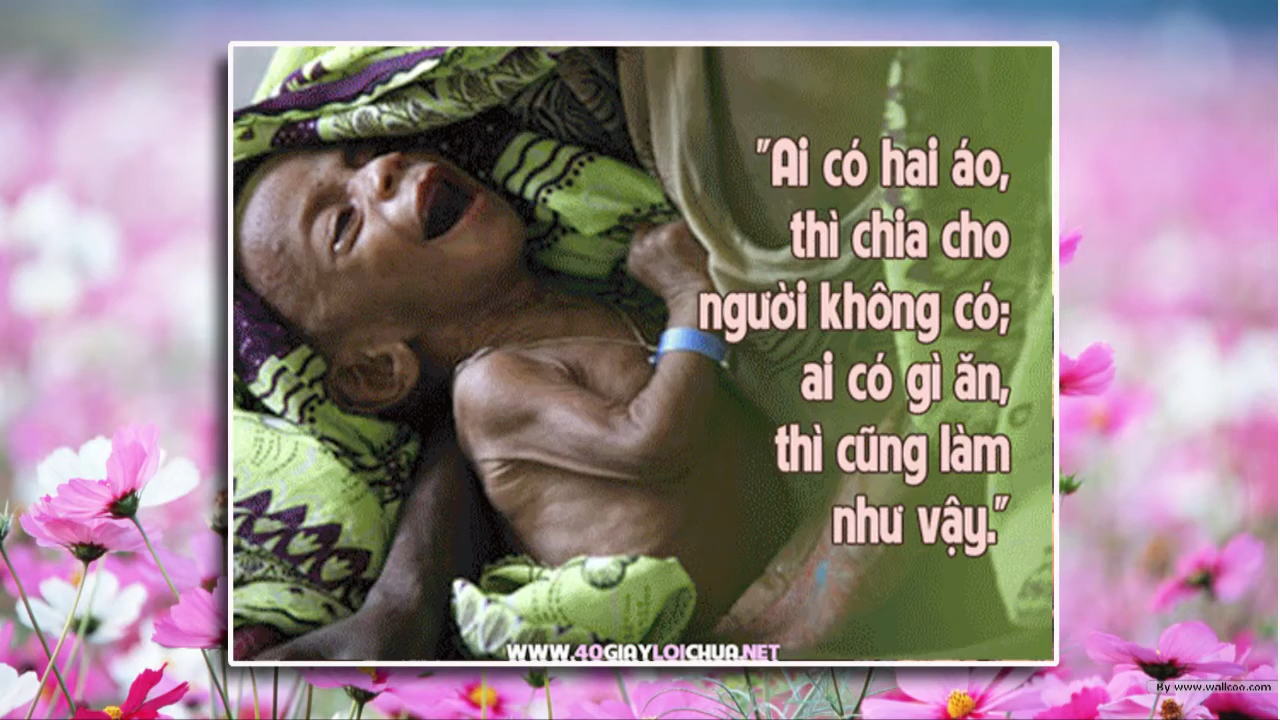 "Ai có hai áo,
thì chia cho
người không có;
ai có gì ăn,
thì cũng làm
như vậy."
WWW.40GIAYLOICHUA.NET
By www.wallcoo.com